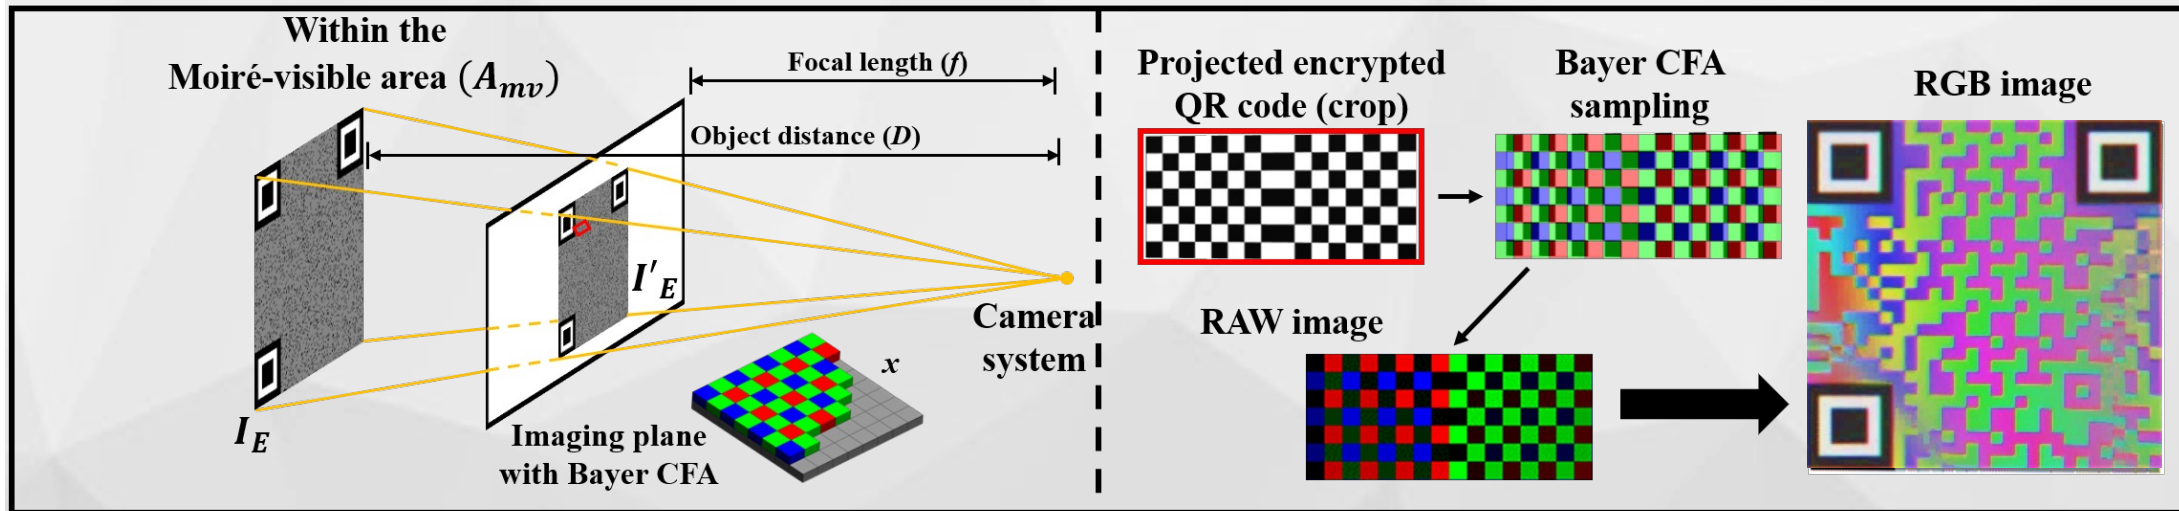 Within the
Moiré-visible area (A_mv)
Focal length (f)
Object distance (D)
I_E
I'_E
Camera
system
x
Imaging plane
with Bayer CFA
Projected encrypted
QR code (crop)
Bayer CFA
sampling
RGB image
RAW image